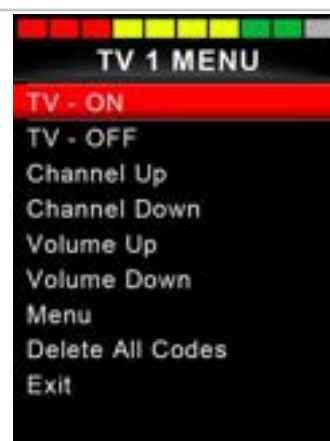 TV 1 MENU
TV - ON
TV - OFF
Channel Up
Channel Down
Volume Up
Volume Down
Menu
Delete All Codes
Exit